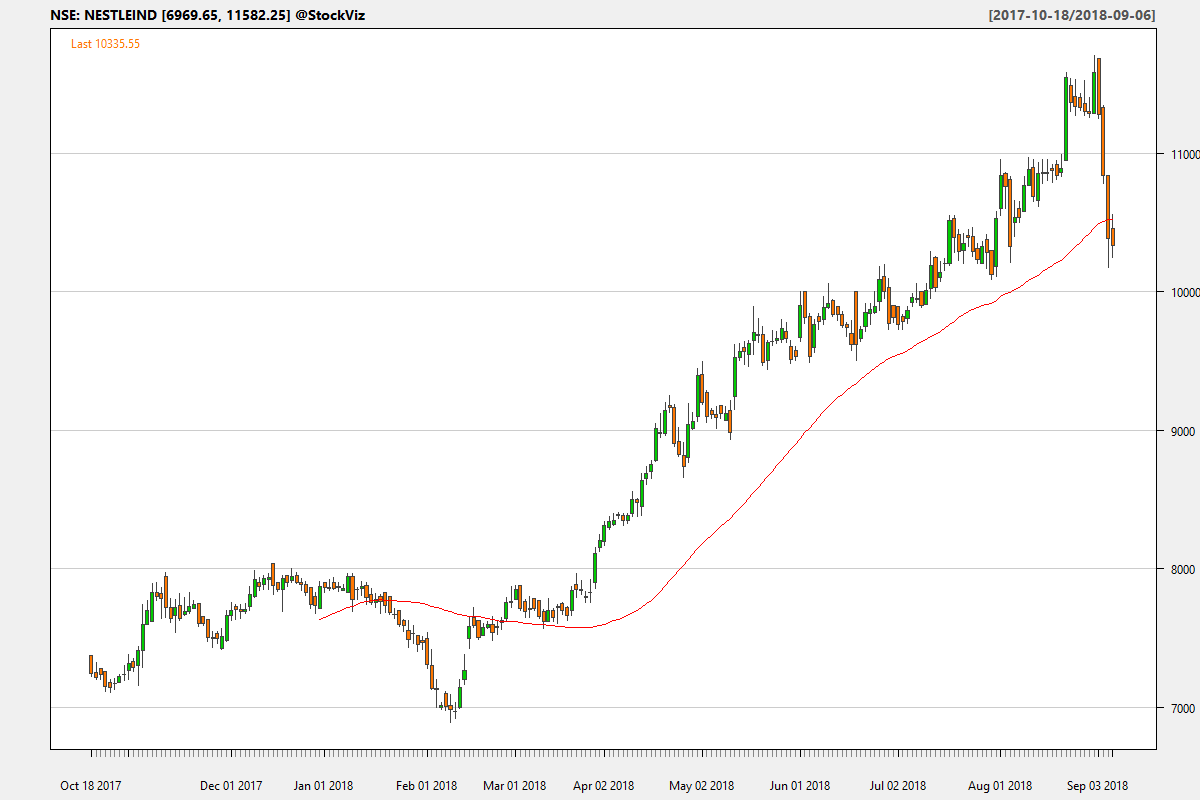 NSE: NESTLEIND [6969.65, 11582.25] @StockViz
[2017-10-18/2018-09-06]
Last 10335.55
11000
10000
9000
8000
7000
Oct 18 2017 Dec 01 2017 Jan 01 2018 Feb 01 2018 Mar 01 2018 Apr 02 2018 May 02 2018 Jun 01 2018 Jul 02 2018 Aug 01 2018 Sep 03 2018